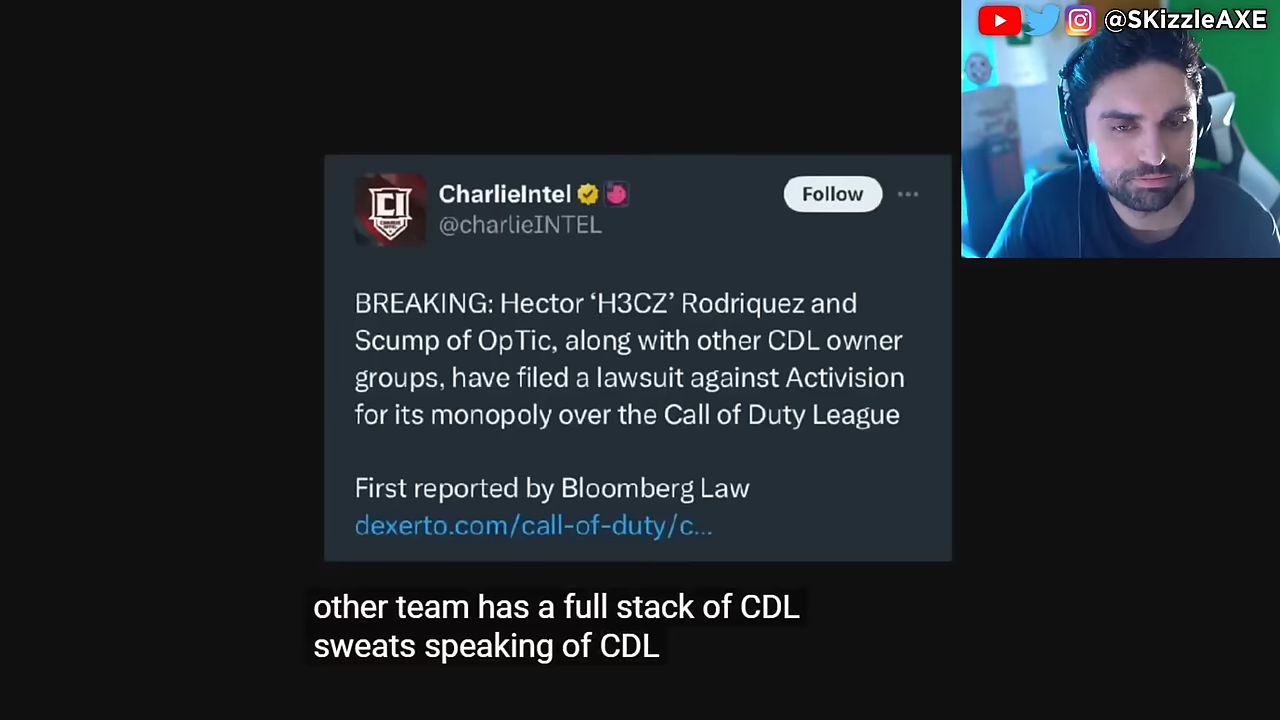 @SKizzleAXE
CharlieIntel
@charlieINTEL
Follow
CI
BREAKING: Hector ‘H3CZ’ Rodriquez and
Scump of OpTic, along with other CDL owner
groups, have filed a lawsuit against Activision
for its monopoly over the Call of Duty League
First reported by Bloomberg Law
dexerto.com/call-of-duty/c...
other team has a full stack of CDL
sweats speaking of CDL